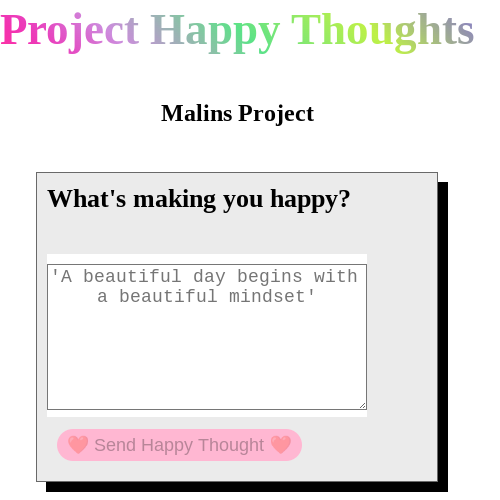 Project Happy Thoughts
Malins Project
What's making you happy?
'A beautiful day begins with
a beautiful mindset'
❤️ Send Happy Thought ❤️